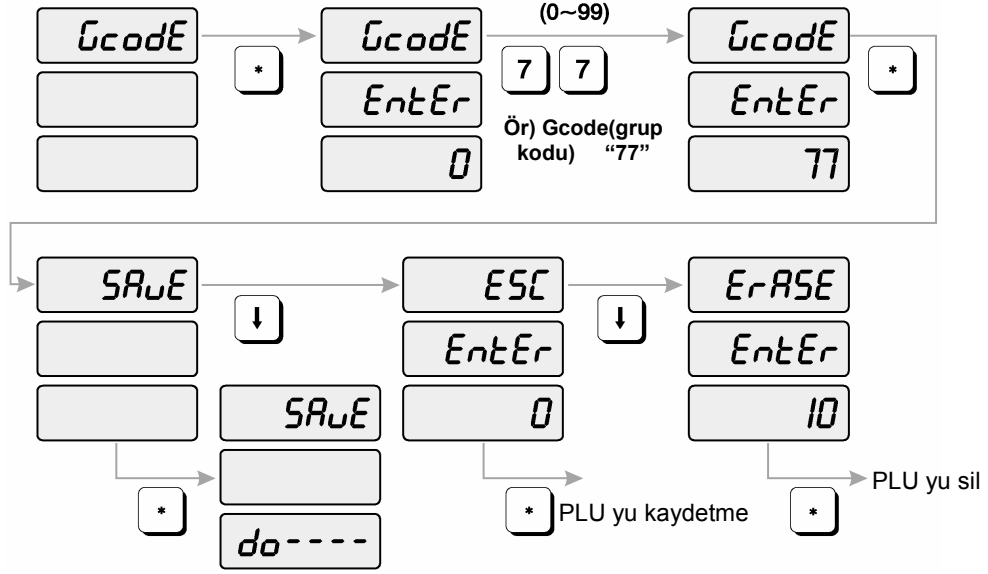 (0~99)
GcodE
*
GcodE
7 7
GcodE
*
EntEr
EntEr
0
Ör) Gcode(grup
kodu) “77”
77
SAvE
↓
ESC
↓
ErASE
EntEr
EntEr
0
10
SAvE
*
do----
* PLU yu kaydetme
*
PLU yu sil